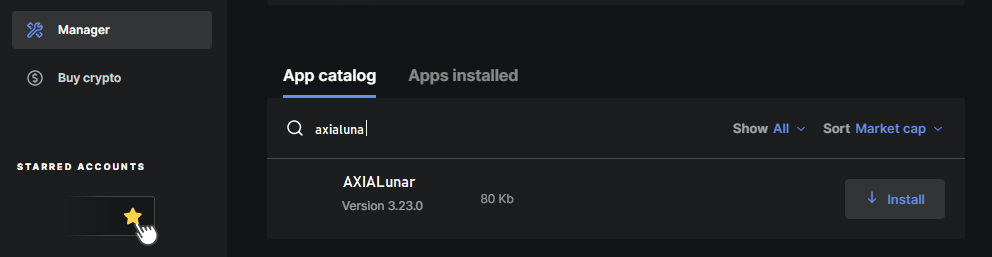 Manager
Buy crypto
STARRED ACCOUNTS
App catalog Apps installed
axialuna
Show All Sort Market cap
AXIALunar
Version 3.23.0
80 Kb
Install